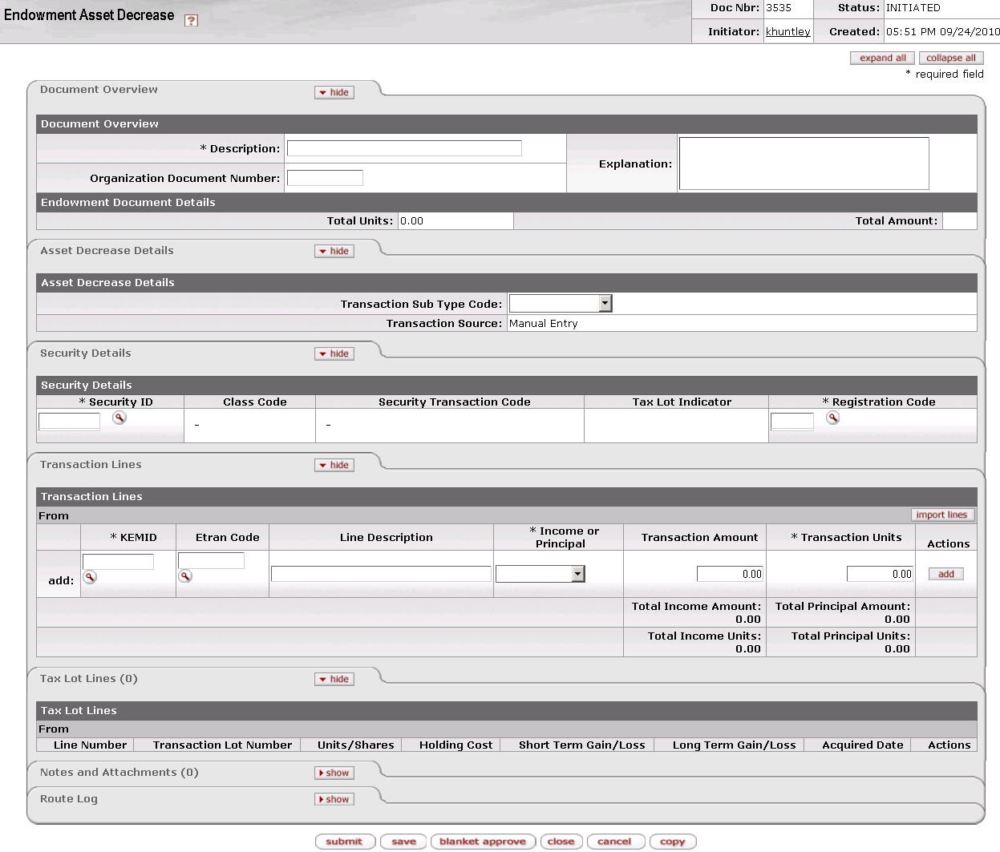 Endowment Asset Decrease ?
Doc Nbr: 3535 Status: INITIATED
Initiator: khuntley Created: 05:51 PM 09/24/2010
expand all collapse all
* required field
Document Overview hide
Document Overview
* Description:
Explanation:
Organization Document Number:
Endowment Document Details
Total Units: 0.00 Total Amount:
Asset Decrease Details hide
Asset Decrease Details
Transaction Sub Type Code:
Transaction Source: Manual Entry
Security Details hide
Security Details
* Security ID Class Code Security Transaction Code Tax Lot Indicator * Registration Code
- -
Transaction Lines hide
Transaction Lines
From import lines
* KEMID Etran Code Line Description * Income or Principal Transaction Amount * Transaction Units Actions
add: 0.00 0.00 add
Total Income Amount: 0.00 Total Principal Amount: 0.00
Total Income Units: 0.00 Total Principal Units: 0.00
Tax Lot Lines (0) hide
Tax Lot Lines
From
Line Number Transaction Lot Number Units/Shares Holding Cost Short Term Gain/Loss Long Term Gain/Loss Acquired Date Actions
Notes and Attachments (0) show
Route Log show
submit save blanket approve close cancel copy